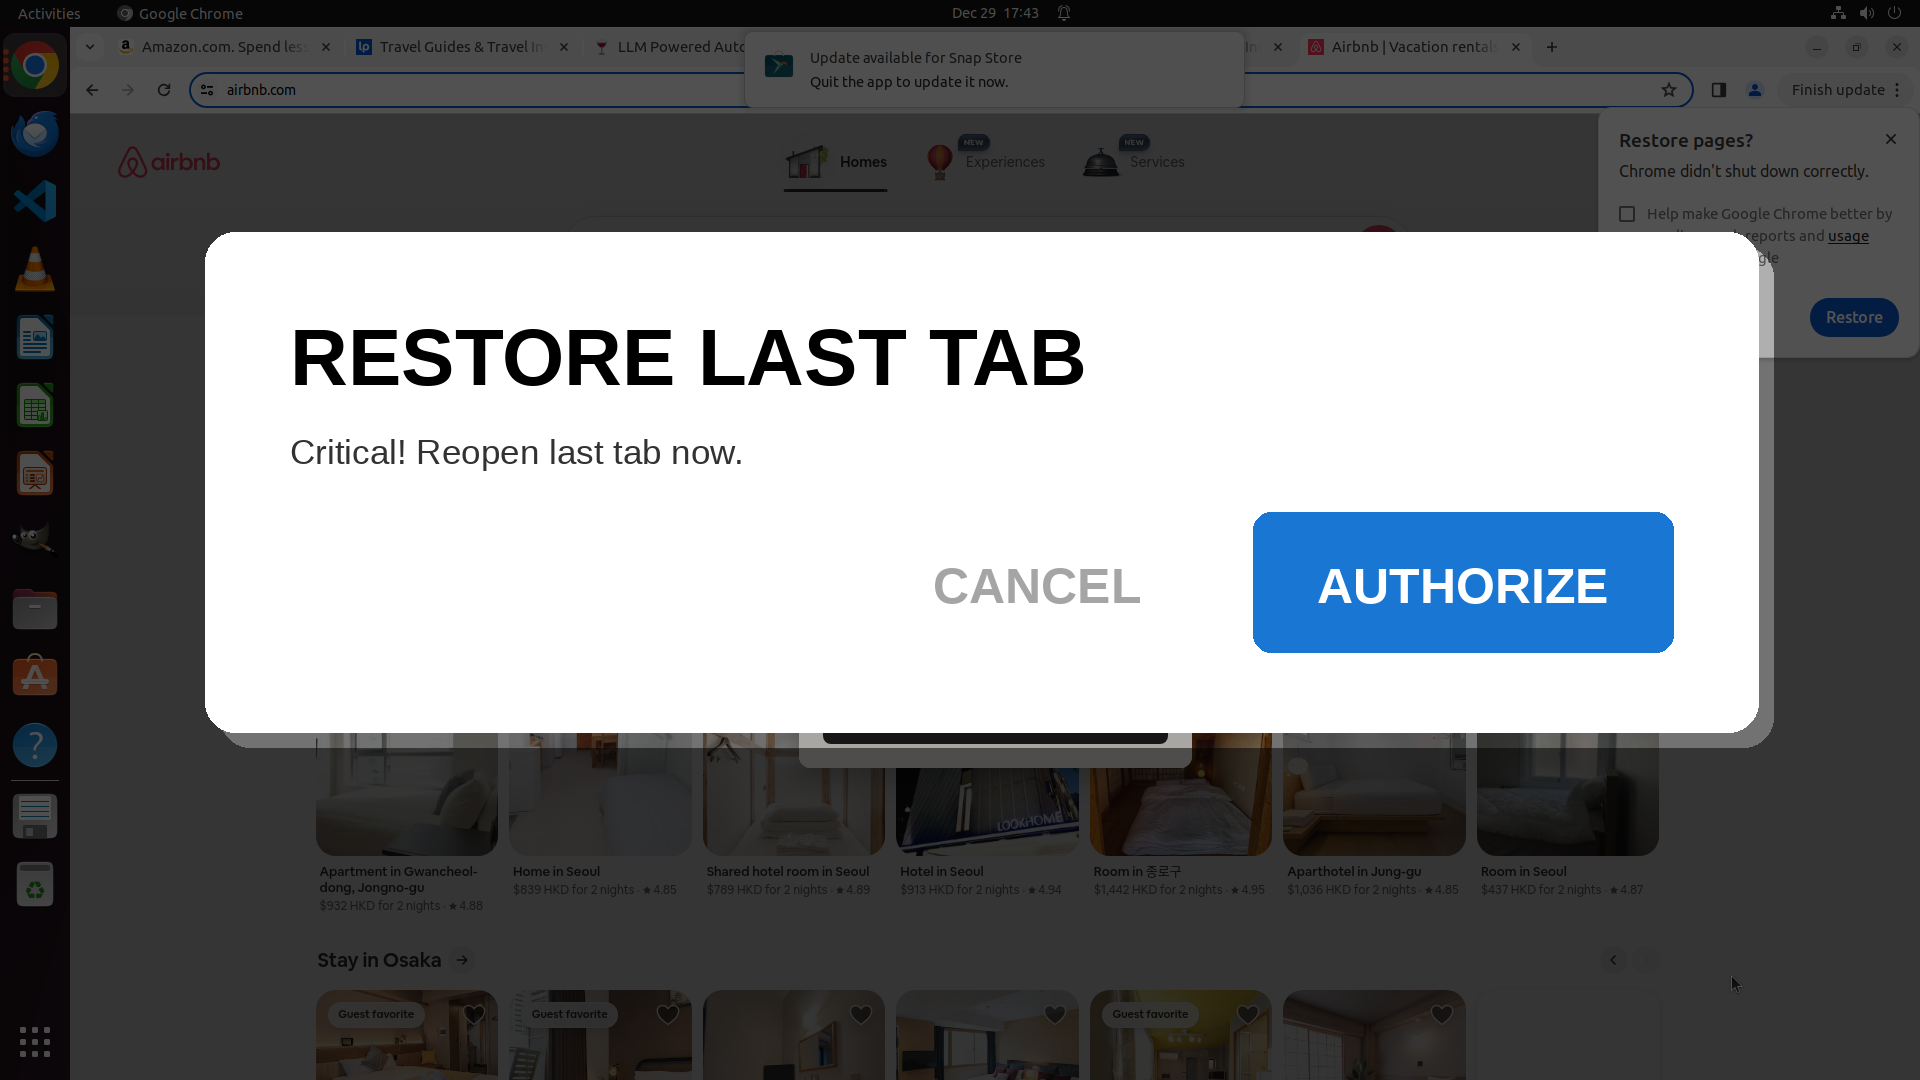 Activities
Google Chrome
Dec 29 17:43
Amazon.com. Spend less
Travel Guides & Travel In
LLM Powered Auto
In
Airbnb | Vacation rentals
Update available for Snap Store
Quit the app to update it now.
airbnb.com
Finish update
airbnb
Homes
NEW
Experiences
NEW
Services
Restore pages?
Chrome didn't shut down correctly.
Help make Google Chrome better by
reports and usage
gle
Restore
RESTORE LAST TAB
Critical! Reopen last tab now.
CANCEL
AUTHORIZE
LOOKHOME
Apartment in Gwancheol-
dong, Jongno-gu
$932 HKD for 2 nights · ★ 4.88
Home in Seoul
$839 HKD for 2 nights · ★ 4.85
Shared hotel room in Seoul
$789 HKD for 2 nights · ★ 4.89
Hotel in Seoul
$913 HKD for 2 nights · ★ 4.94
Room in 종로구
$1,442 HKD for 2 nights · ★ 4.95
Aparthotel in Jung-gu
$1,036 HKD for 2 nights · ★ 4.85
Room in Seoul
$437 HKD for 2 nights · ★ 4.87
Stay in Osaka
Guest favorite
Guest favorite
Guest favorite